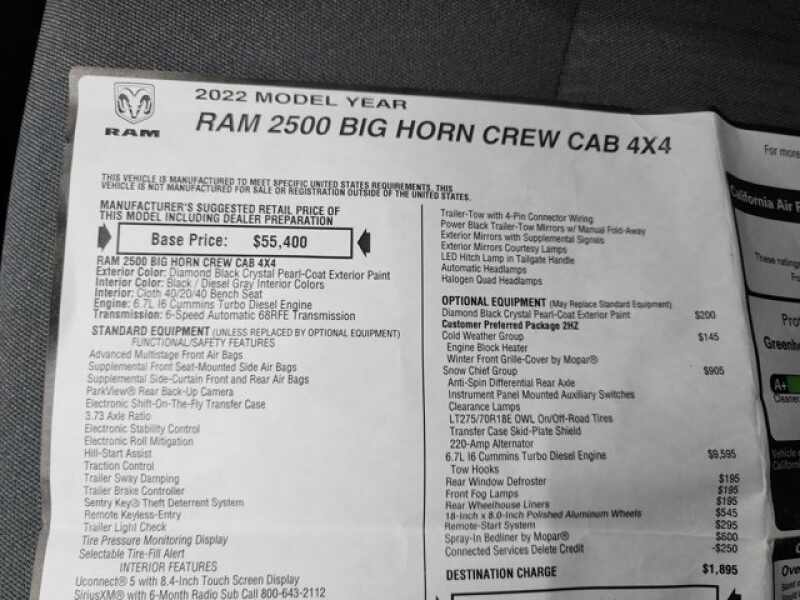 RAM
2022 MODEL YEAR
RAM 2500 BIG HORN CREW CAB 4X4
THIS VEHICLE IS MANUFACTURED TO MEET SPECIFIC UNITED STATES REQUIREMENTS. THIS
VEHICLE IS NOT MANUFACTURED FOR SALE OR REGISTRATION OUTSIDE OF THE UNITED STATES.
MANUFACTURER'S SUGGESTED RETAIL PRICE OF
THIS MODEL INCLUDING DEALER PREPARATION
Base Price: $55,400
RAM 2500 BIG HORN CREW CAB 4X4
Exterior Color: Diamond Black Crystal Pearl-Coat Exterior Paint
Interior Color: Black / Diesel Gray Interior Colors
Interior: Cloth 40/20/40 Bench Seat
Engine: 6.7L I6 Cummins Turbo Diesel Engine
Transmission: 6-Speed Automatic 68RFE Transmission
STANDARD EQUIPMENT (UNLESS REPLACED BY OPTIONAL EQUIPMENT)
FUNCTIONAL/SAFETY FEATURES
Advanced Multistage Front Air Bags
Supplemental Front Seat-Mounted Side Air Bags
Supplemental Side-Curtain Front and Rear Air Bags
ParkView® Rear Back-Up Camera
Electronic Shift-On-The-Fly Transfer Case
3.73 Axle Ratio
Electronic Stability Control
Electronic Roll Mitigation
Hill-Start Assist
Traction Control
Trailer Sway Damping
Trailer Brake Controller
Sentry Key® Theft Deterrent System
Remote Keyless-Entry
Trailer Light Check
Tire Pressure Monitoring Display
Selectable Tire-Fill Alert
INTERIOR FEATURES
Uconnect® 5 with 8.4-Inch Touch Screen Display
SiriusXM® with 6-Month Radio Sub Call 800-643-2112
Trailer-Tow with 4-Pin Connector Wiring
Power Black Trailer-Tow Mirrors w/ Manual Fold-Away
Exterior Mirrors with Supplemental Signals
Exterior Mirrors Courtesy Lamps
LED Hitch Lamp in Tailgate Handle
Automatic Headlamps
Halogen Quad Headlamps
OPTIONAL EQUIPMENT (May Replace Standard Equipment)
Diamond Black Crystal Pearl-Coat Exterior Paint $200
Customer Preferred Package 2HZ
Cold Weather Group $145
Engine Block Heater
Winter Front Grille-Cover by Mopar®
Snow Chief Group $905
Anti-Spin Differential Rear Axle
Instrument Panel Mounted Auxiliary Switches
Clearance Lamps
LT275/70R18E OWL On/Off-Road Tires
Transfer Case Skid-Plate Shield
220-Amp Alternator
6.7L I6 Cummins Turbo Diesel Engine $9,595
Tow Hooks
Rear Window Defroster $195
Front Fog Lamps $195
Rear Wheelhouse Liners $195
18-Inch x 8.0-Inch Polished Aluminum Wheels $545
Remote-Start System $295
Spray-In Bedliner by Mopar® $600
Connected Services Delete Credit -$250
DESTINATION CHARGE $1,895
For more
California Air
These ratings
Greenh
A+
Cleaner
Vehicle